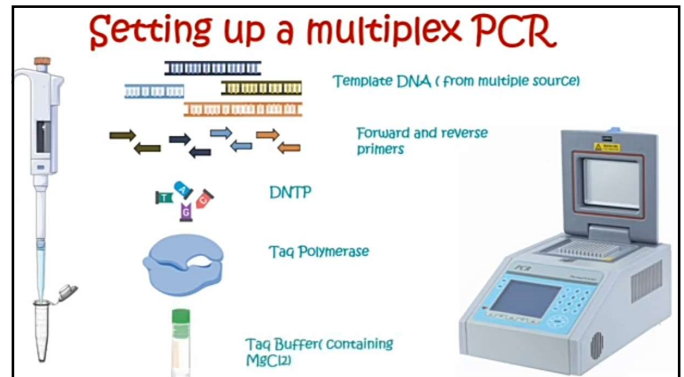 Setting up a multiplex PCR
Template DNA ( from multiple source)
Forward and reverse
primers
DNTP
T
A
G
C
Taq Polymerase
PCR
Taq Buffer( Containing
MgCl2)